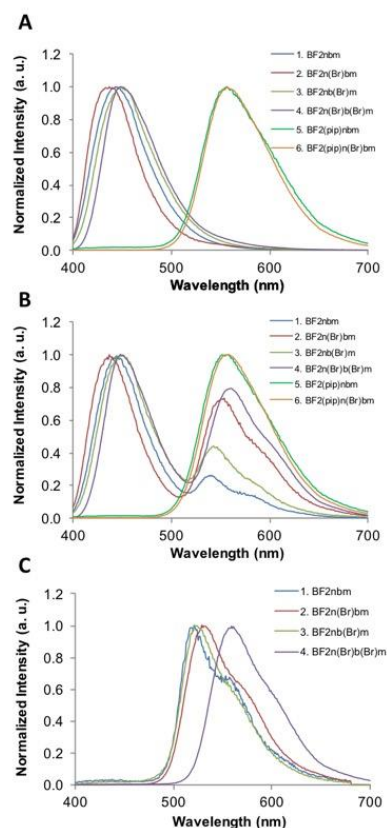 A
Normalized Intensity (a. u.)
1.2
1.0
0.8
0.6
0.4
0.2
0.0
400 500 600 700
Wavelength (nm)
1. BF2nbm
2. BF2n(Br)bm
3. BF2nb(Br)m
4. BF2n(Br)b(Br)m
5. BF2(pip)nbm
6. BF2(pip)n(Br)bm
B
Normalized Intensity (a. u.)
1.2
1.0
0.8
0.6
0.4
0.2
0.0
400 500 600 700
Wavelength (nm)
1. BF2nbm
2. BF2n(Br)bm
3. BF2nb(Br)m
4. BF2n(Br)b(Br)m
5. BF2(pip)nbm
6. BF2(pip)n(Br)bm
C
Normalized Intensity (a. u.)
1.2
1.0
0.8
0.6
0.4
0.2
0.0
400 500 600 700
Wavelength (nm)
1. BF2nbm
2. BF2n(Br)bm
3. BF2nb(Br)m
4. BF2n(Br)b(Br)m